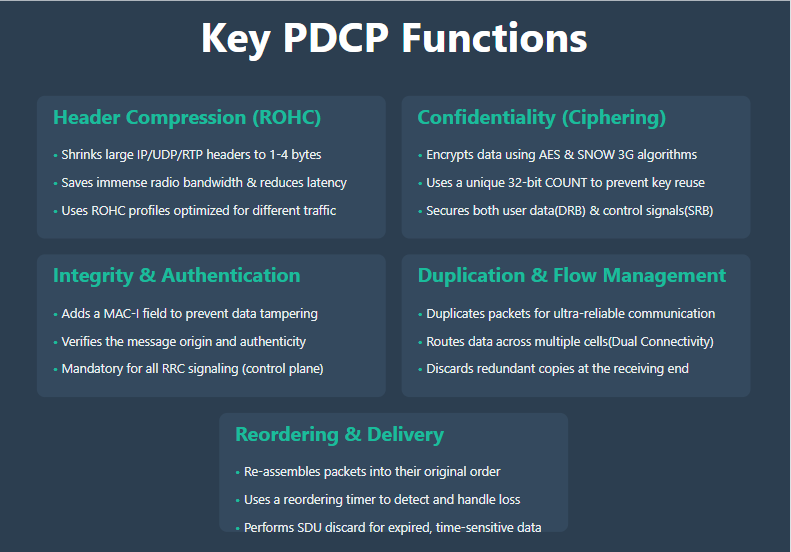 Key PDCP Functions
Header Compression (ROHC)
• Shrinks large IP/UDP/RTP headers to 1-4 bytes
• Saves immense radio bandwidth & reduces latency
• Uses ROHC profiles optimized for different traffic
Confidentiality (Ciphering)
• Encrypts data using AES & SNOW 3G algorithms
• Uses a unique 32-bit COUNT to prevent key reuse
• Secures both user data(DRB) & control signals(SRB)
Integrity & Authentication
• Adds a MAC-I field to prevent data tampering
• Verifies the message origin and authenticity
• Mandatory for all RRC signaling (control plane)
Duplication & Flow Management
• Duplicates packets for ultra-reliable communication
• Routes data across multiple cells(Dual Connectivity)
• Discards redundant copies at the receiving end
Reordering & Delivery
• Re-assembles packets into their original order
• Uses a reordering timer to detect and handle loss
• Performs SDU discard for expired, time-sensitive data